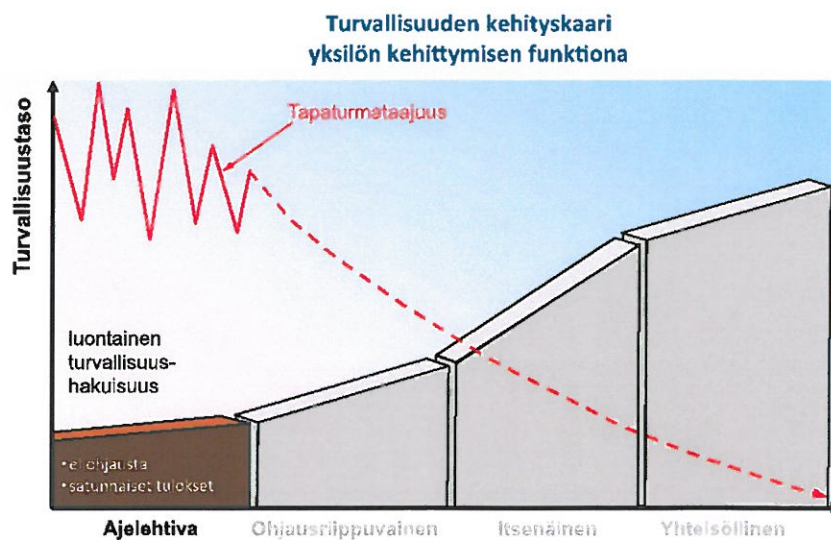 Turvallisuuden kehityskaari
yksilön kehittymisen funktiona
Turvallisuustaso
Tapaturmataajuus
luontainen
turvallisuus-
hakuisuus
• ei ohjausta
• satunnaiset tulokset
Ajelehtiva
Ohjausriippuvainen
Itsenäinen
Yhteisöllinen